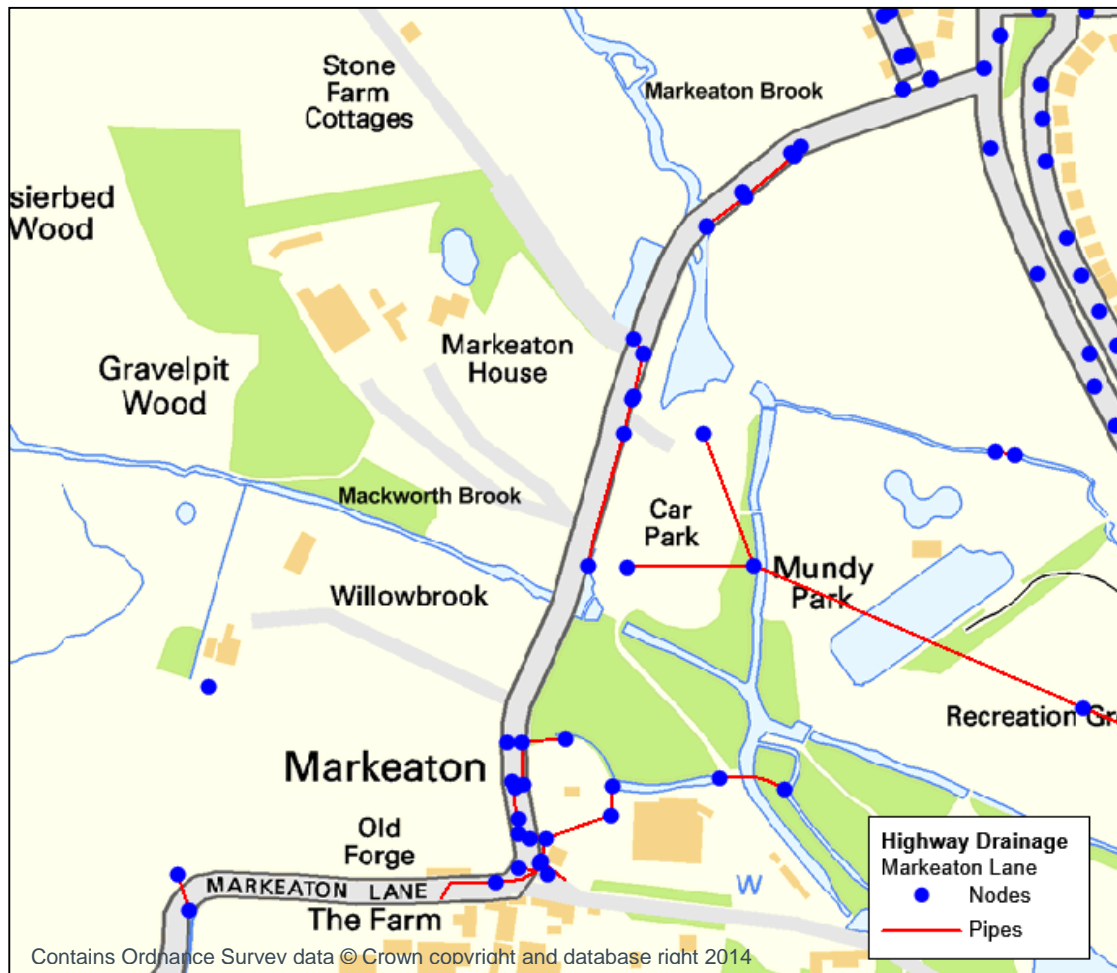 Stone
Farm
Cottages
Markeaton Brook
sierbed
Wood
Gravelpit
Wood
Markeaton
House
Mackworth Brook
Car
Park
Mundy
Park
Willowbrook
Recreation Gr
Markeaton
Old
Forge
MARKEATON LANE
The Farm
W
Highway Drainage
Markeaton Lane
Nodes
Pipes
Contains Ordnance Survey data © Crown copyright and database right 2014